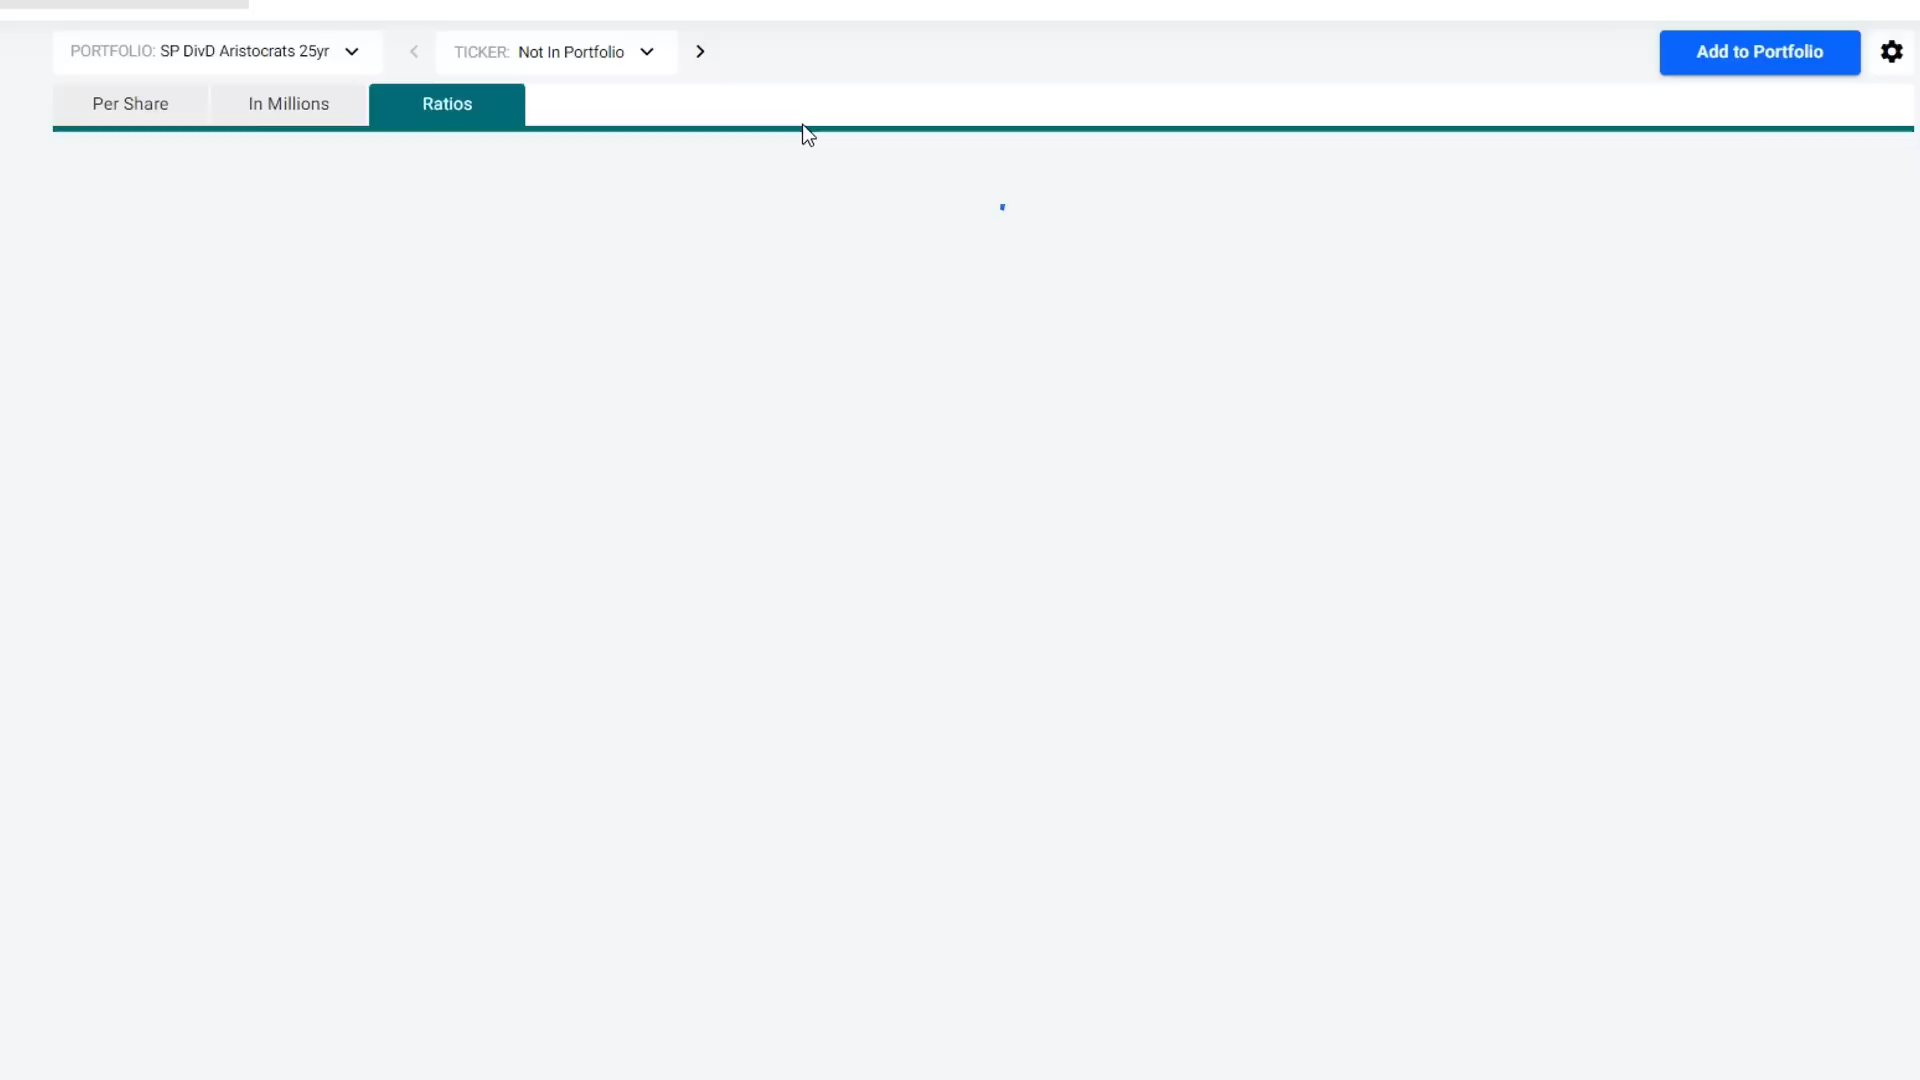 PORTFOLIO: SP DivD Aristocrats 25yr
TICKER: Not In Portfolio
Add to Portfolio
Per Share
In Millions
Ratios